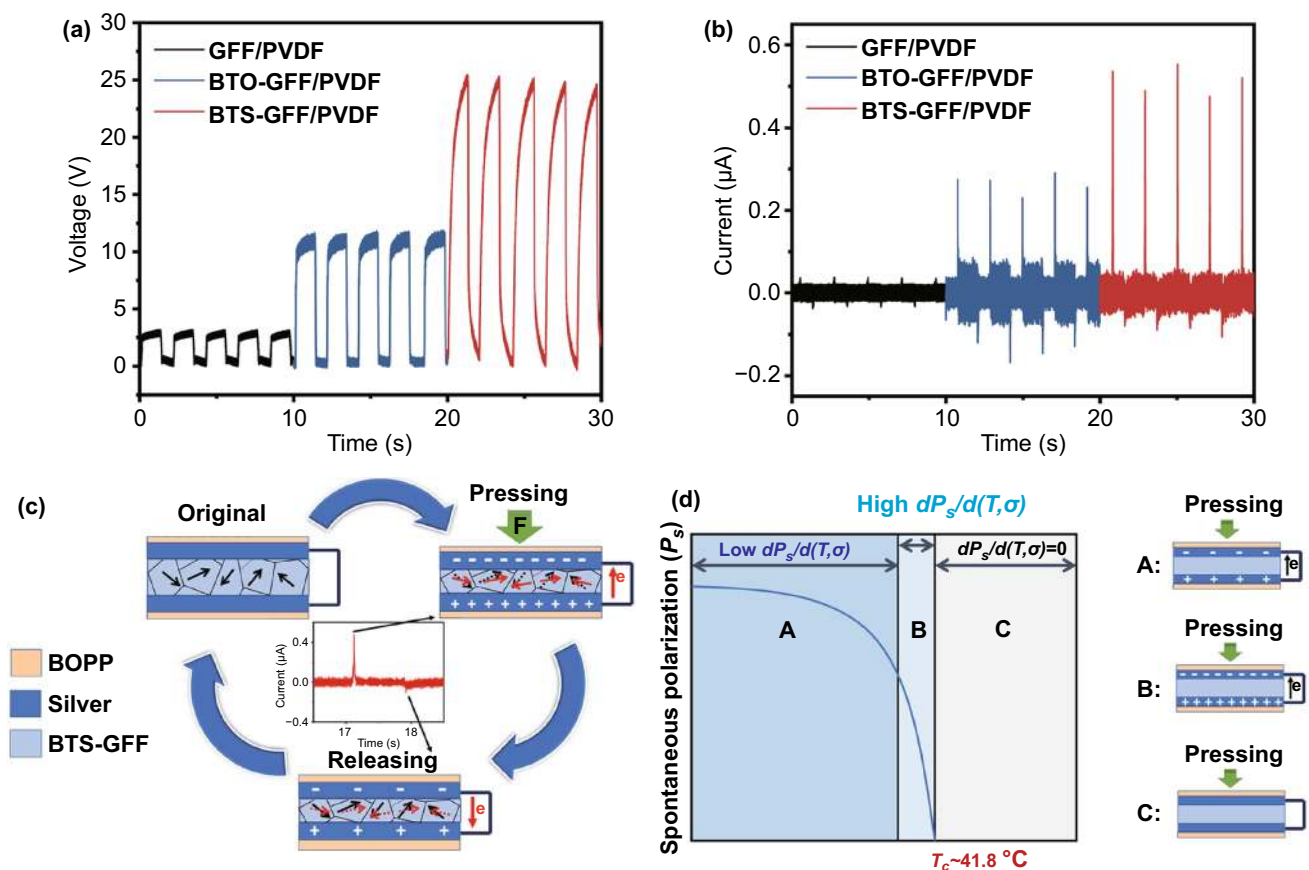 (a)
30
25
20
15
10
5
0
Voltage (V)
GFF/PVDF
BTO-GFF/PVDF
BTS-GFF/PVDF
0 10 20 30
Time (s)
(b)
0.6
0.4
0.2
0.0
−0.2
Current (µA)
GFF/PVDF
BTO-GFF/PVDF
BTS-GFF/PVDF
0 10 20 30
Time (s)
(c)
Original
Pressing
F
- - - - - - - -
+ + + + + + + +
e
BOPP
Silver
BTS-GFF
0.4
0.0
−0.4
Current (µA)
17 18
Time (s)
Releasing
- - - -
+ + + +
e
(d)
High dPs/d(T,σ)
Spontaneous polarization (Ps)
Low dPs/d(T,σ)
dPs/d(T,σ)=0
A B C
Tc~41.8 °C
Pressing
A:
- - - -
+ + + +
e
Pressing
B:
- - - - - - - - -
+ + + + + + + + +
e
Pressing
C: